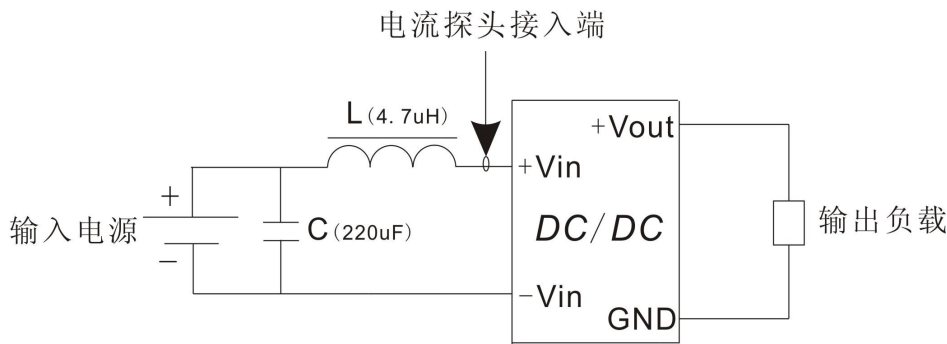 电流探头接入端
L(4.7uH)
+Vout
+Vin
+
输入电源
C(220uF)
DC/DC
输出负载
−
−Vin
GND